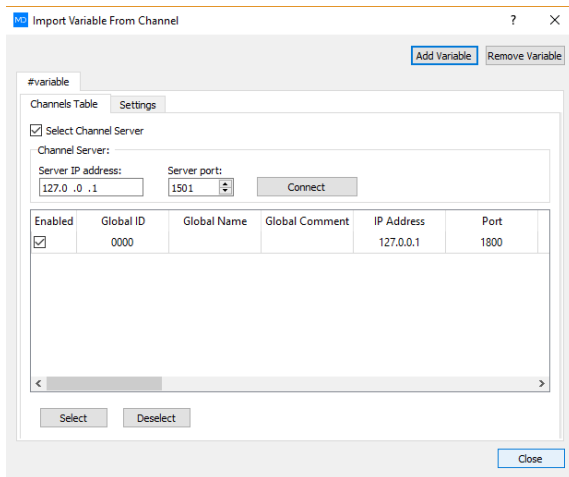 MD Import Variable From Channel ?
Add Variable Remove Variable
#variable
Channels Table Settings
Select Channel Server
Channel Server:
Server IP address: Server port:
127.0 .0 .1 1501 Connect
Enabled Global ID Global Name Global Comment IP Address Port
0000 127.0.0.1 1800
Select Deselect
Close